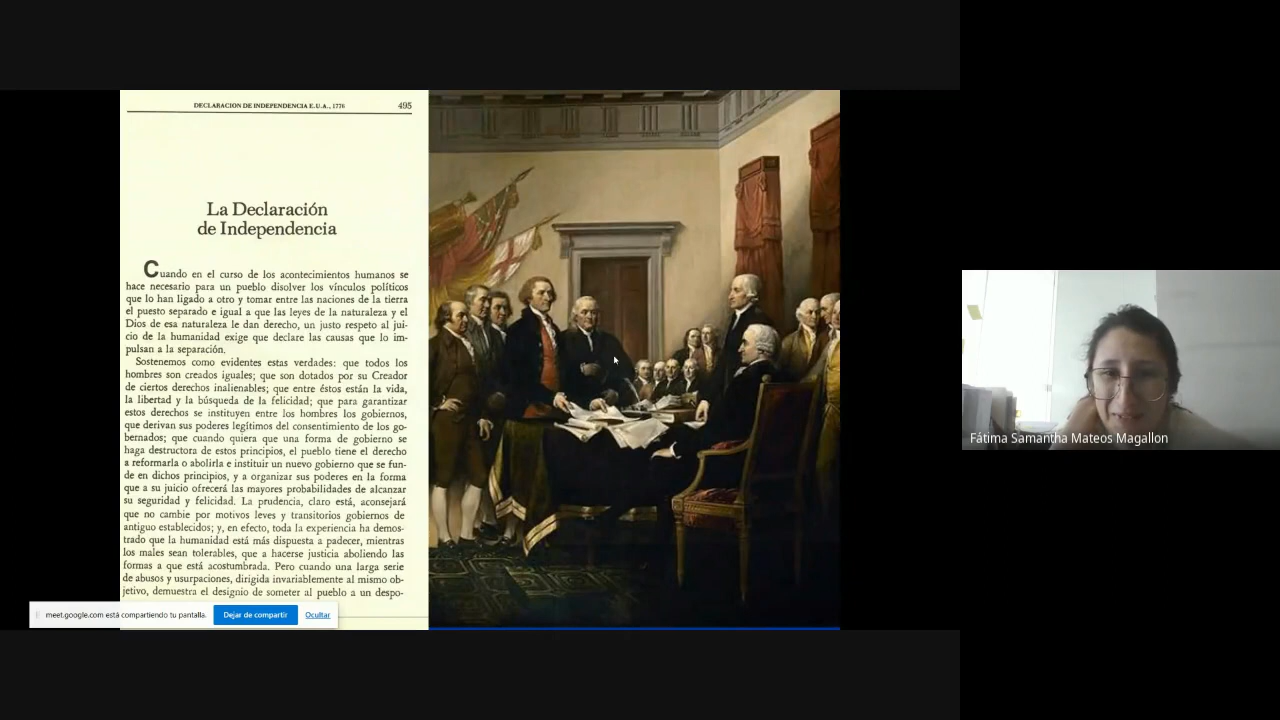 DECLARACION DE INDEPENDENCIA E.U.A., 1776 495
La Declaración
de Independencia
Cuando en el curso de los acontecimientos humanos se
hace necesario para un pueblo disolver los vínculos políticos
que lo han ligado a otro y tomar entre las naciones de la tierra
el puesto separado e igual a que las leyes de la naturaleza y el
Dios de esa naturaleza le dan derecho, un justo respeto al jui-
cio de la humanidad exige que declare las causas que lo im-
pulsan a la separación.
Sostenemos como evidentes estas verdades: que todos los
hombres son creados iguales; que son dotados por su Creador
de ciertos derechos inalienables; que entre éstos están la vida,
la libertad y la búsqueda de la felicidad; que para garantizar
estos derechos se instituyen entre los hombres los gobiernos,
que derivan sus poderes legítimos del consentimiento de los go-
bernados; que cuando quiera que una forma de gobierno se
haga destructora de estos principios, el pueblo tiene el derecho
a reformarla o abolirla e instituir un nuevo gobierno que se fun-
de en dichos principios, y a organizar sus poderes en la forma
que a su juicio ofrecerá las mayores probabilidades de alcanzar
su seguridad y felicidad. La prudencia, claro está, aconsejará
que no cambie por motivos leves y transitorios gobiernos de
antiguo establecidos; y, en efecto, toda la experiencia ha demos-
trado que la humanidad está más dispuesta a padecer, mientras
los males sean tolerables, que a hacerse justicia aboliendo las
formas a que está acostumbrada. Pero cuando una larga serie
de abusos y usurpaciones, dirigida invariablemente al mismo ob-
jetivo, demuestra el designio de someter al pueblo a un despo-
meet.google.com está compartiendo tu pantalla. Dejar de compartir Ocultar
Fátima Samantha Mateos Magallon